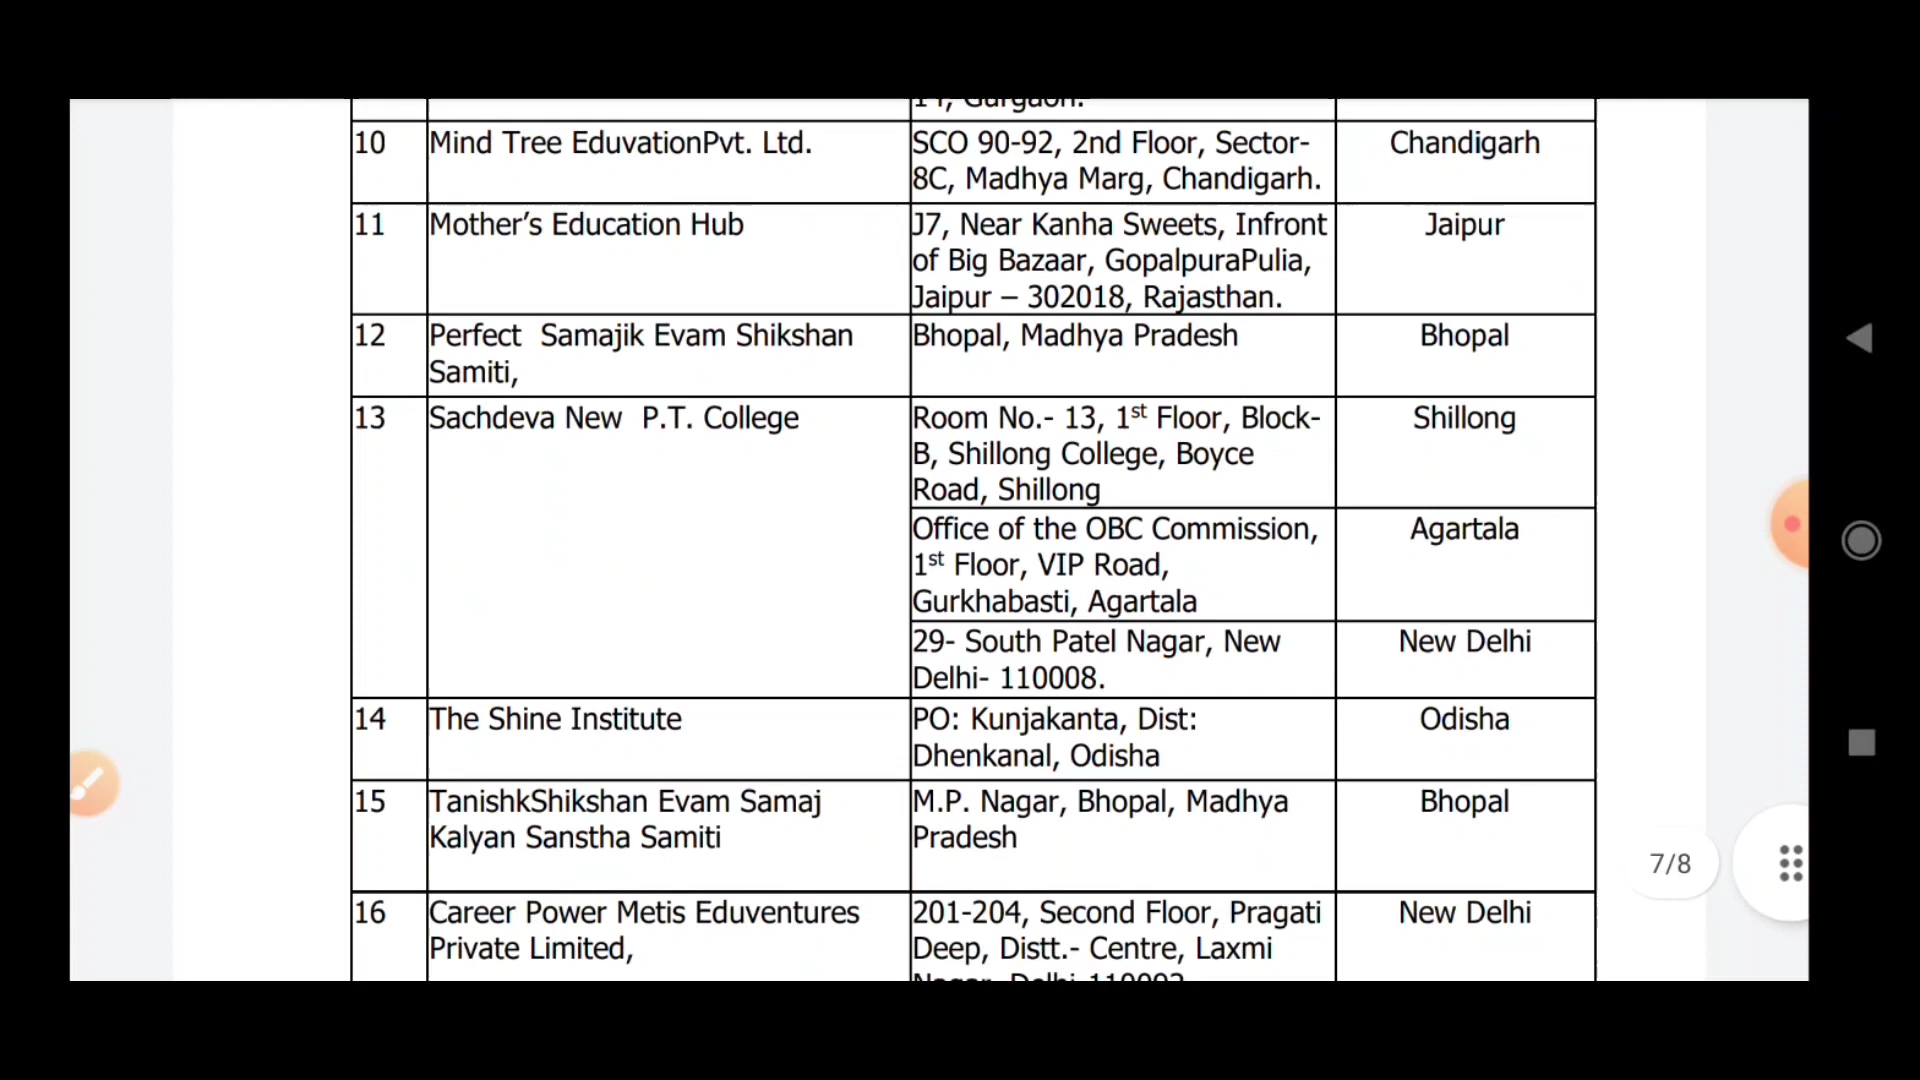 14, Gurgaon.
10 Mind Tree EduvationPvt. Ltd. SCO 90-92, 2nd Floor, Sector- Chandigarh
8C, Madhya Marg, Chandigarh.
11 Mother’s Education Hub J7, Near Kanha Sweets, Infront Jaipur
of Big Bazaar, GopalpuraPulia,
Jaipur – 302018, Rajasthan.
12 Perfect Samajik Evam Shikshan Bhopal, Madhya Pradesh Bhopal
Samiti,
13 Sachdeva New P.T. College Room No.- 13, 1st Floor, Block- Shillong
B, Shillong College, Boyce
Road, Shillong
Office of the OBC Commission, Agartala
1st Floor, VIP Road,
Gurkhabasti, Agartala
29- South Patel Nagar, New New Delhi
Delhi- 110008.
14 The Shine Institute PO: Kunjakanta, Dist: Odisha
Dhenkanal, Odisha
15 TanishkShikshan Evam Samaj M.P. Nagar, Bhopal, Madhya Bhopal
Kalyan Sanstha Samiti Pradesh
7/8
16 Career Power Metis Eduventures 201-204, Second Floor, Pragati New Delhi
Private Limited, Deep, Distt.- Centre, Laxmi
Nagar, Delhi-110092